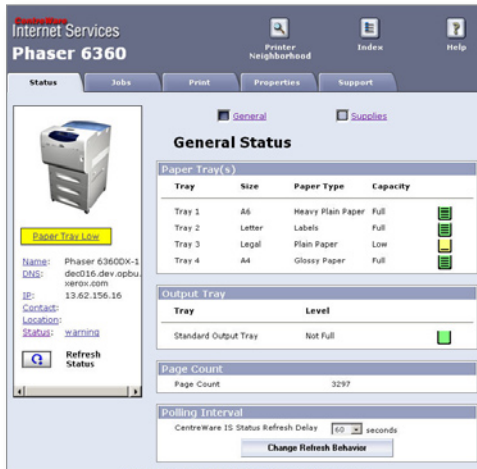 CentreWare
Internet Services
Phaser 6360
Printer Neighborhood
Index
Help
Status Jobs Print Properties Support
General Supplies
General Status
Paper Tray Low
Name: Phaser 6360DX-1
DNS: dec016.dev.opbu.
xerox.com
IP: 13.62.156.16
Contact:
Location:
Status: warning
Refresh
Status
Paper Tray(s)
Tray Size Paper Type Capacity
Tray 1 A6 Heavy Plain Paper Full
Tray 2 Letter Labels Full
Tray 3 Legal Plain Paper Low
Tray 4 A4 Glossy Paper Full
Output Tray
Tray Level
Standard Output Tray Not Full
Page Count
Page Count 3297
Polling Interval
CentreWare IS Status Refresh Delay 60 seconds
Change Refresh Behavior